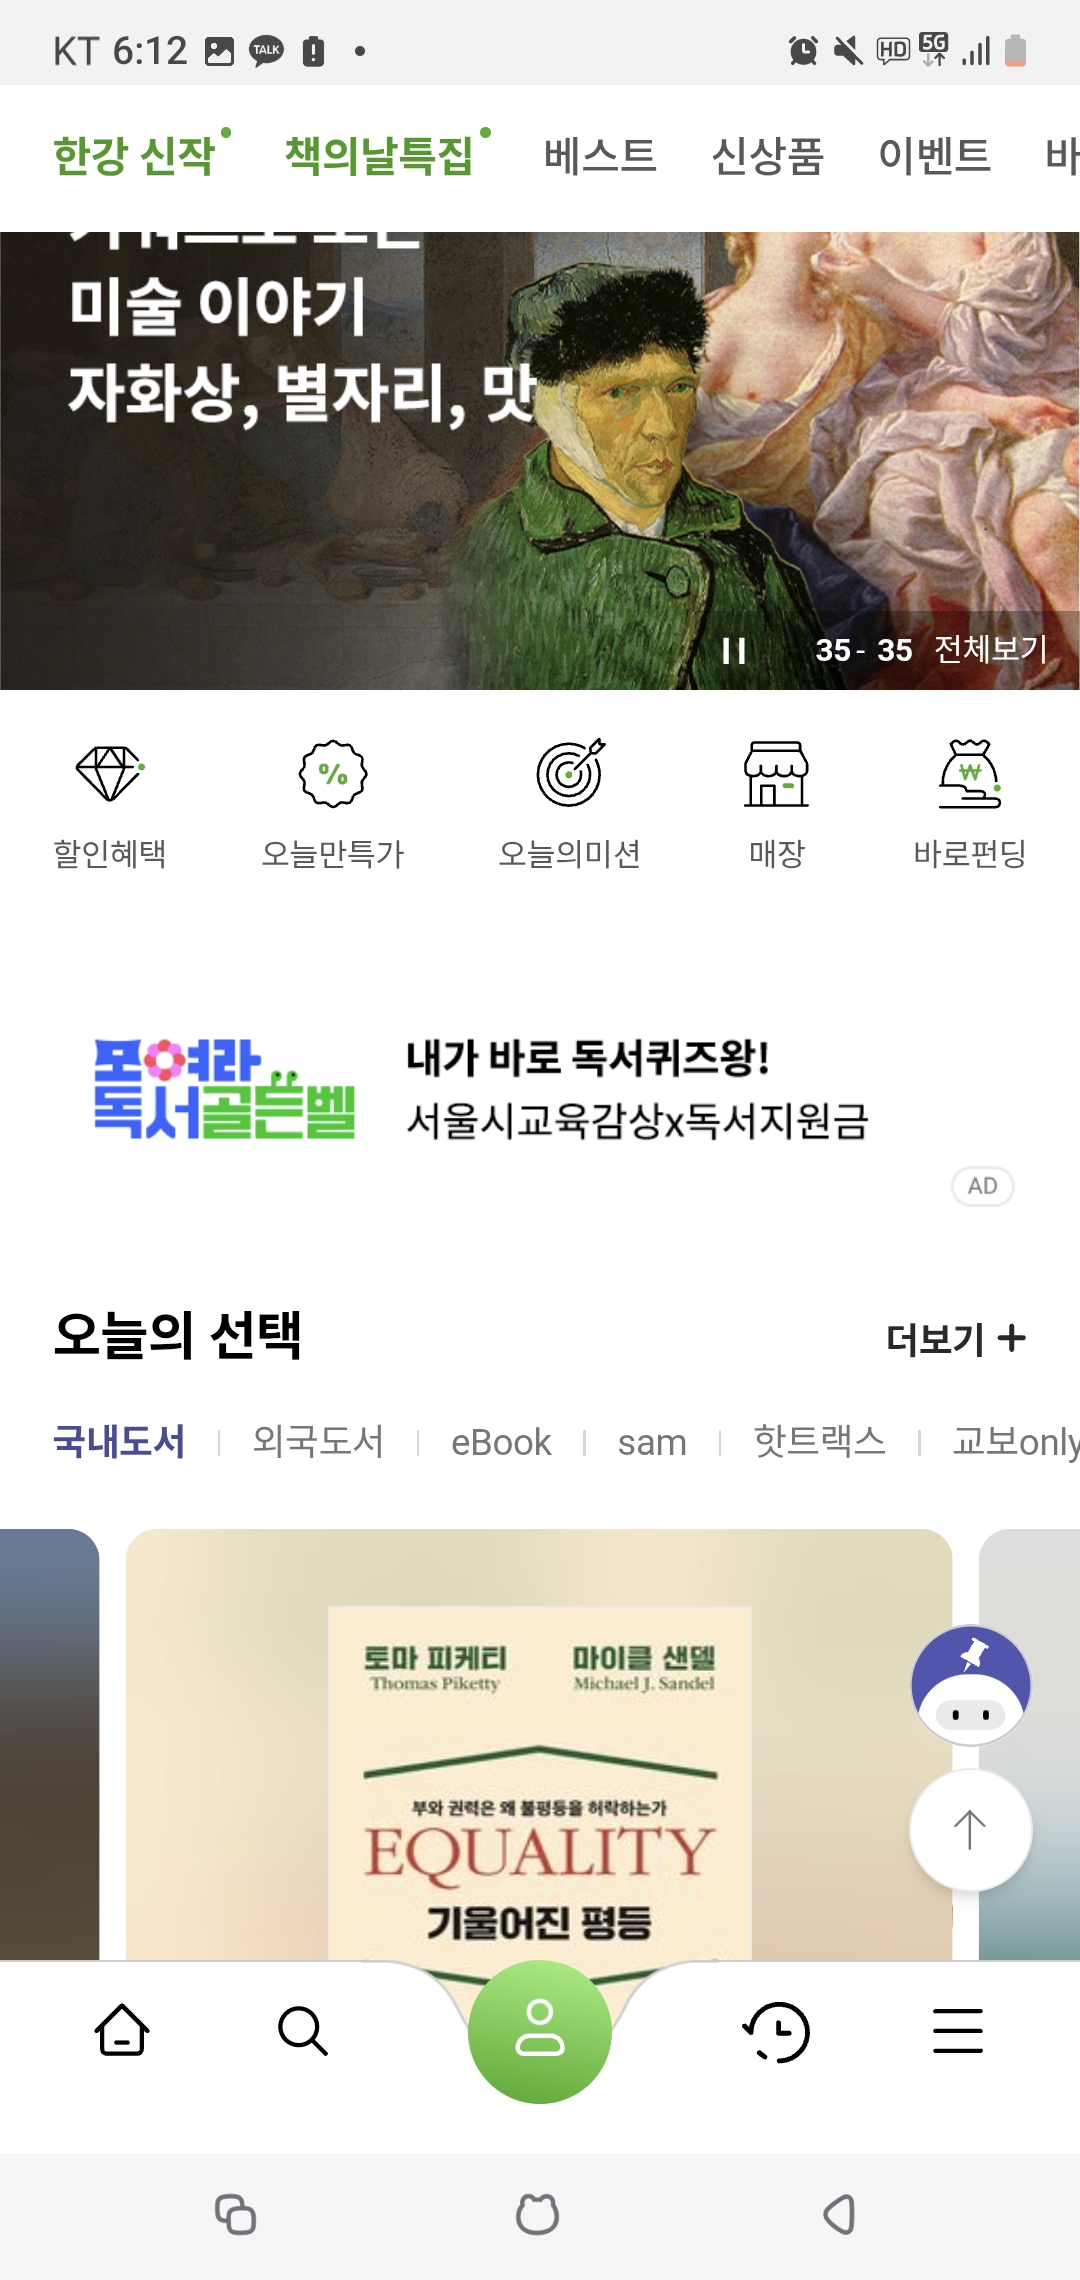 KT 6:12
TALK
HD 5G
한강 신작 책의날특집 베스트 신상품 이벤트 바
미술 이야기
자화상, 별자리, 맛
35 - 35 전체보기
할인혜택 오늘만특가 오늘의미션 매장 바로펀딩
모여라
독서골든벨
내가 바로 독서퀴즈왕!
서울시교육감상x독서지원금
AD
오늘의 선택 더보기 +
국내도서 외국도서 eBook sam 핫트랙스 교보only
토마 피케티 마이클 샌델
Thomas Piketty Michael J. Sandel
부와 권력은 왜 불평등을 허락하는가
EQUALITY
기울어진 평등